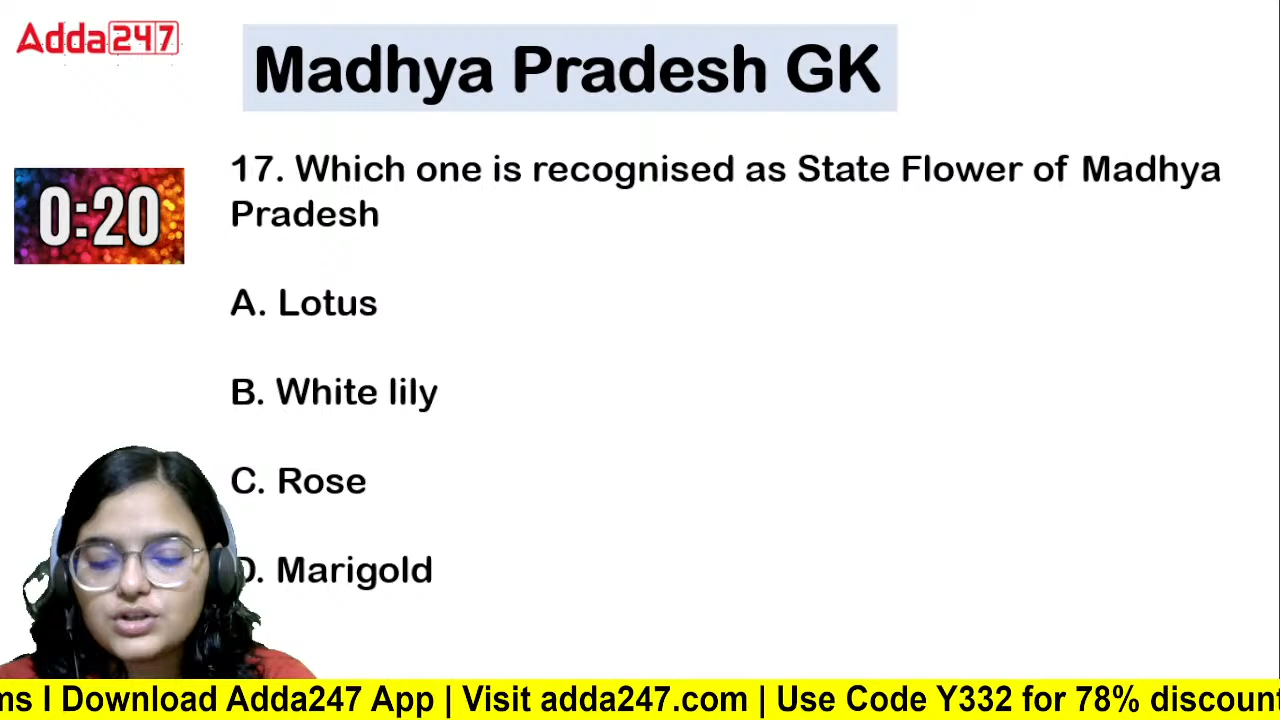 Adda247
Madhya Pradesh GK
0:20
17. Which one is recognised as State Flower of Madhya
Pradesh
A. Lotus
B. White lily
C. Rose
D. Marigold
ms I Download Adda247 App | Visit adda247.com | Use Code Y332 for 78% discount